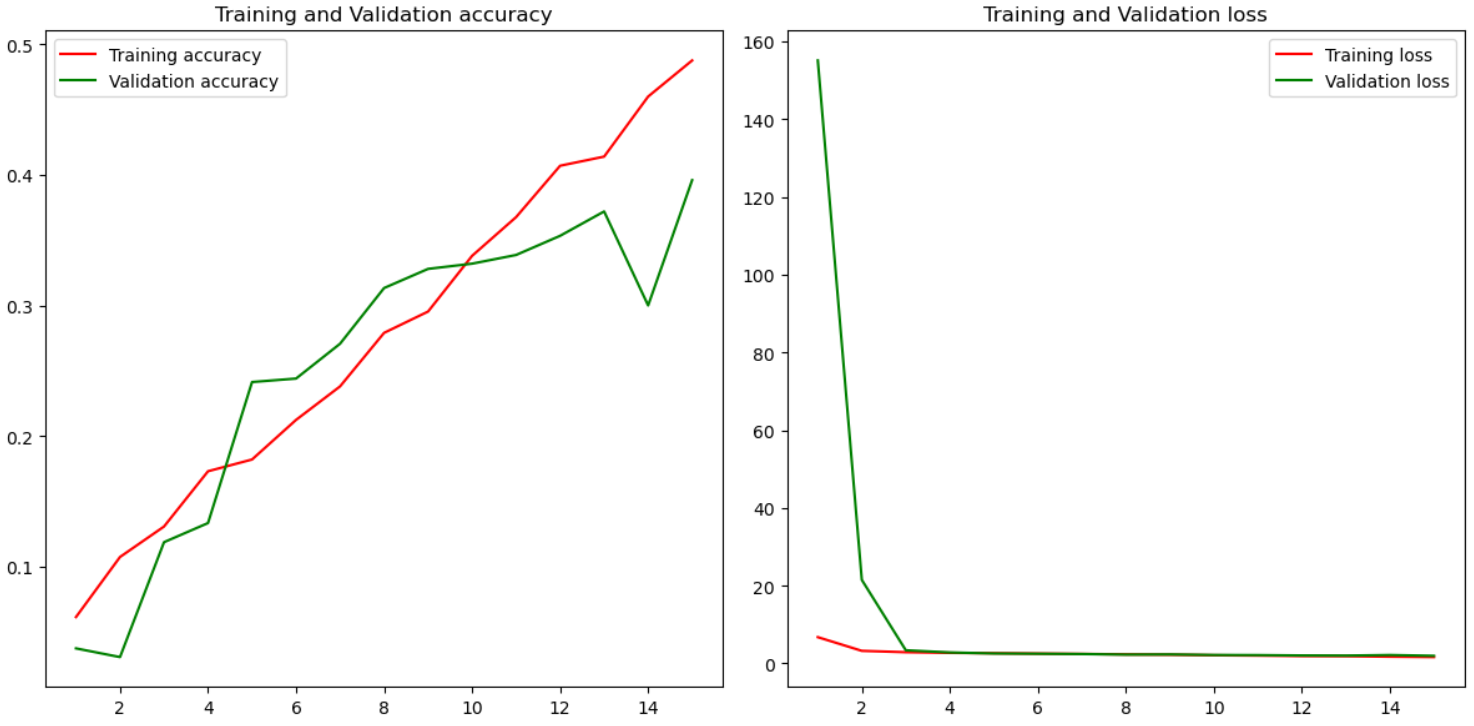 Training and Validation accuracy
Training accuracy
Validation accuracy
0.5
0.4
0.3
0.2
0.1
2 4 6 8 10 12 14
Training and Validation loss
Training loss
Validation loss
160
140
120
100
80
60
40
20
0
2 4 6 8 10 12 14